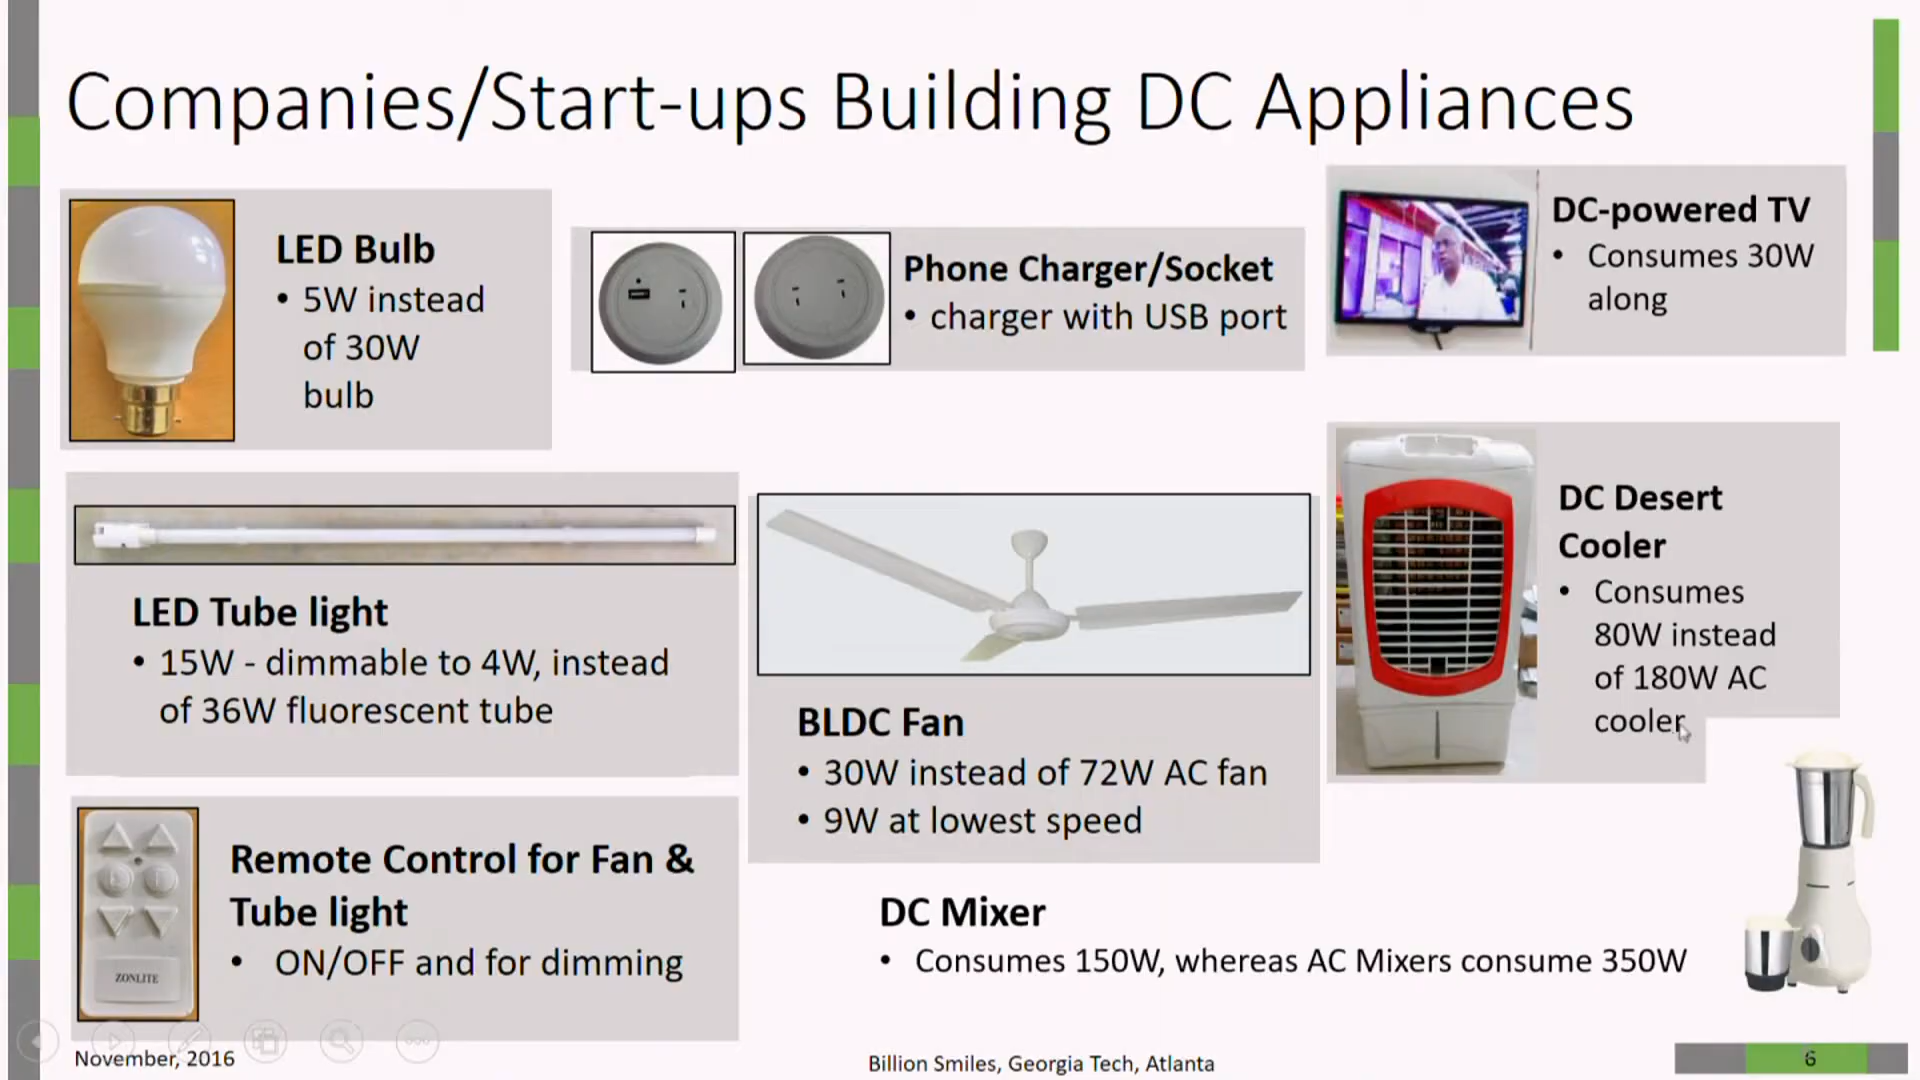 Companies/Start-ups Building DC Appliances
LED Bulb
• 5W instead
of 30W
bulb
Phone Charger/Socket
• charger with USB port
DC-powered TV
• Consumes 30W
along
LED Tube light
• 15W - dimmable to 4W, instead
of 36W fluorescent tube
BLDC Fan
• 30W instead of 72W AC fan
• 9W at lowest speed
DC Desert
Cooler
• Consumes
80W instead
of 180W AC
cooler
Remote Control for Fan &
Tube light
• ON/OFF and for dimming
ZONLITE
DC Mixer
• Consumes 150W, whereas AC Mixers consume 350W
November, 2016
Billion Smiles, Georgia Tech, Atlanta
6